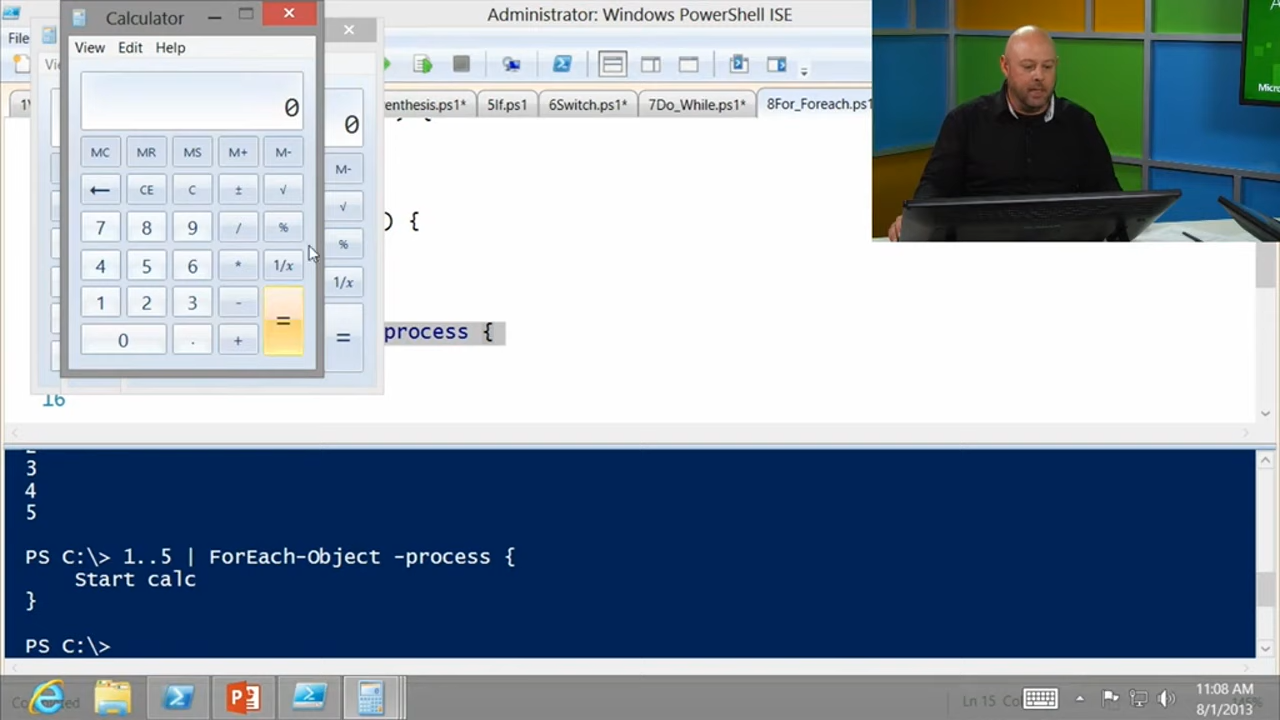 Calculator
Administrator: Windows PowerShell ISE
File
View Edit Help
0
0
enthesis.ps1* 5If.ps1 6Switch.ps1* 7Do_While.ps1* 8For_Foreach.ps1
MC MR MS M+ M-
M-
← CE C ± √
√
7 8 9 / %
%
) {
4 5 6 * 1/x
1/x
1 2 3 - =
=
0 . +
process {
16
3
4
5
PS C:\> 1..5 | ForEach-Object -process {
Start calc
}
PS C:\>
Ln 15
11:08 AM
8/1/2013
Micros